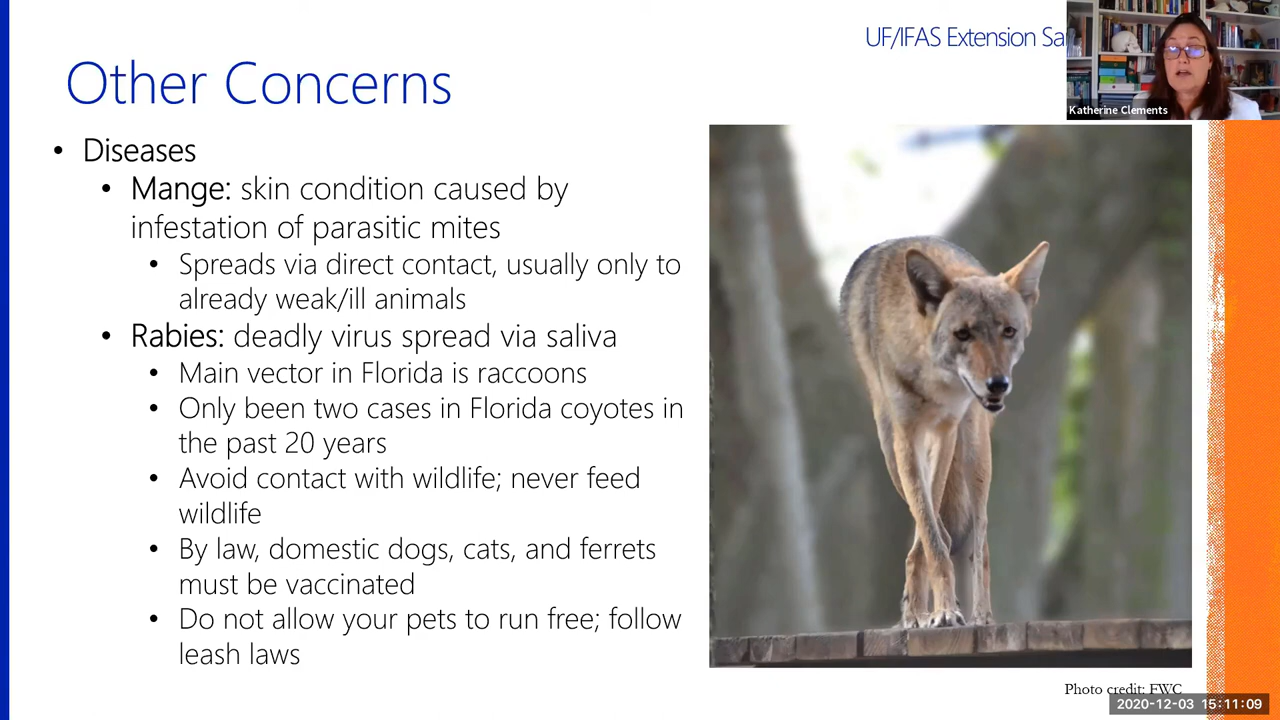 UF/IFAS Extension
Other Concerns
Katherine Clements
• Diseases
• Mange: skin condition caused by
infestation of parasitic mites
• Spreads via direct contact, usually only to
already weak/ill animals
• Rabies: deadly virus spread via saliva
• Main vector in Florida is raccoons
• Only been two cases in Florida coyotes in
the past 20 years
• Avoid contact with wildlife; never feed
wildlife
• By law, domestic dogs, cats, and ferrets
must be vaccinated
• Do not allow your pets to run free; follow
leash laws
Photo credit: FWC
2020-12-03 15:11:09